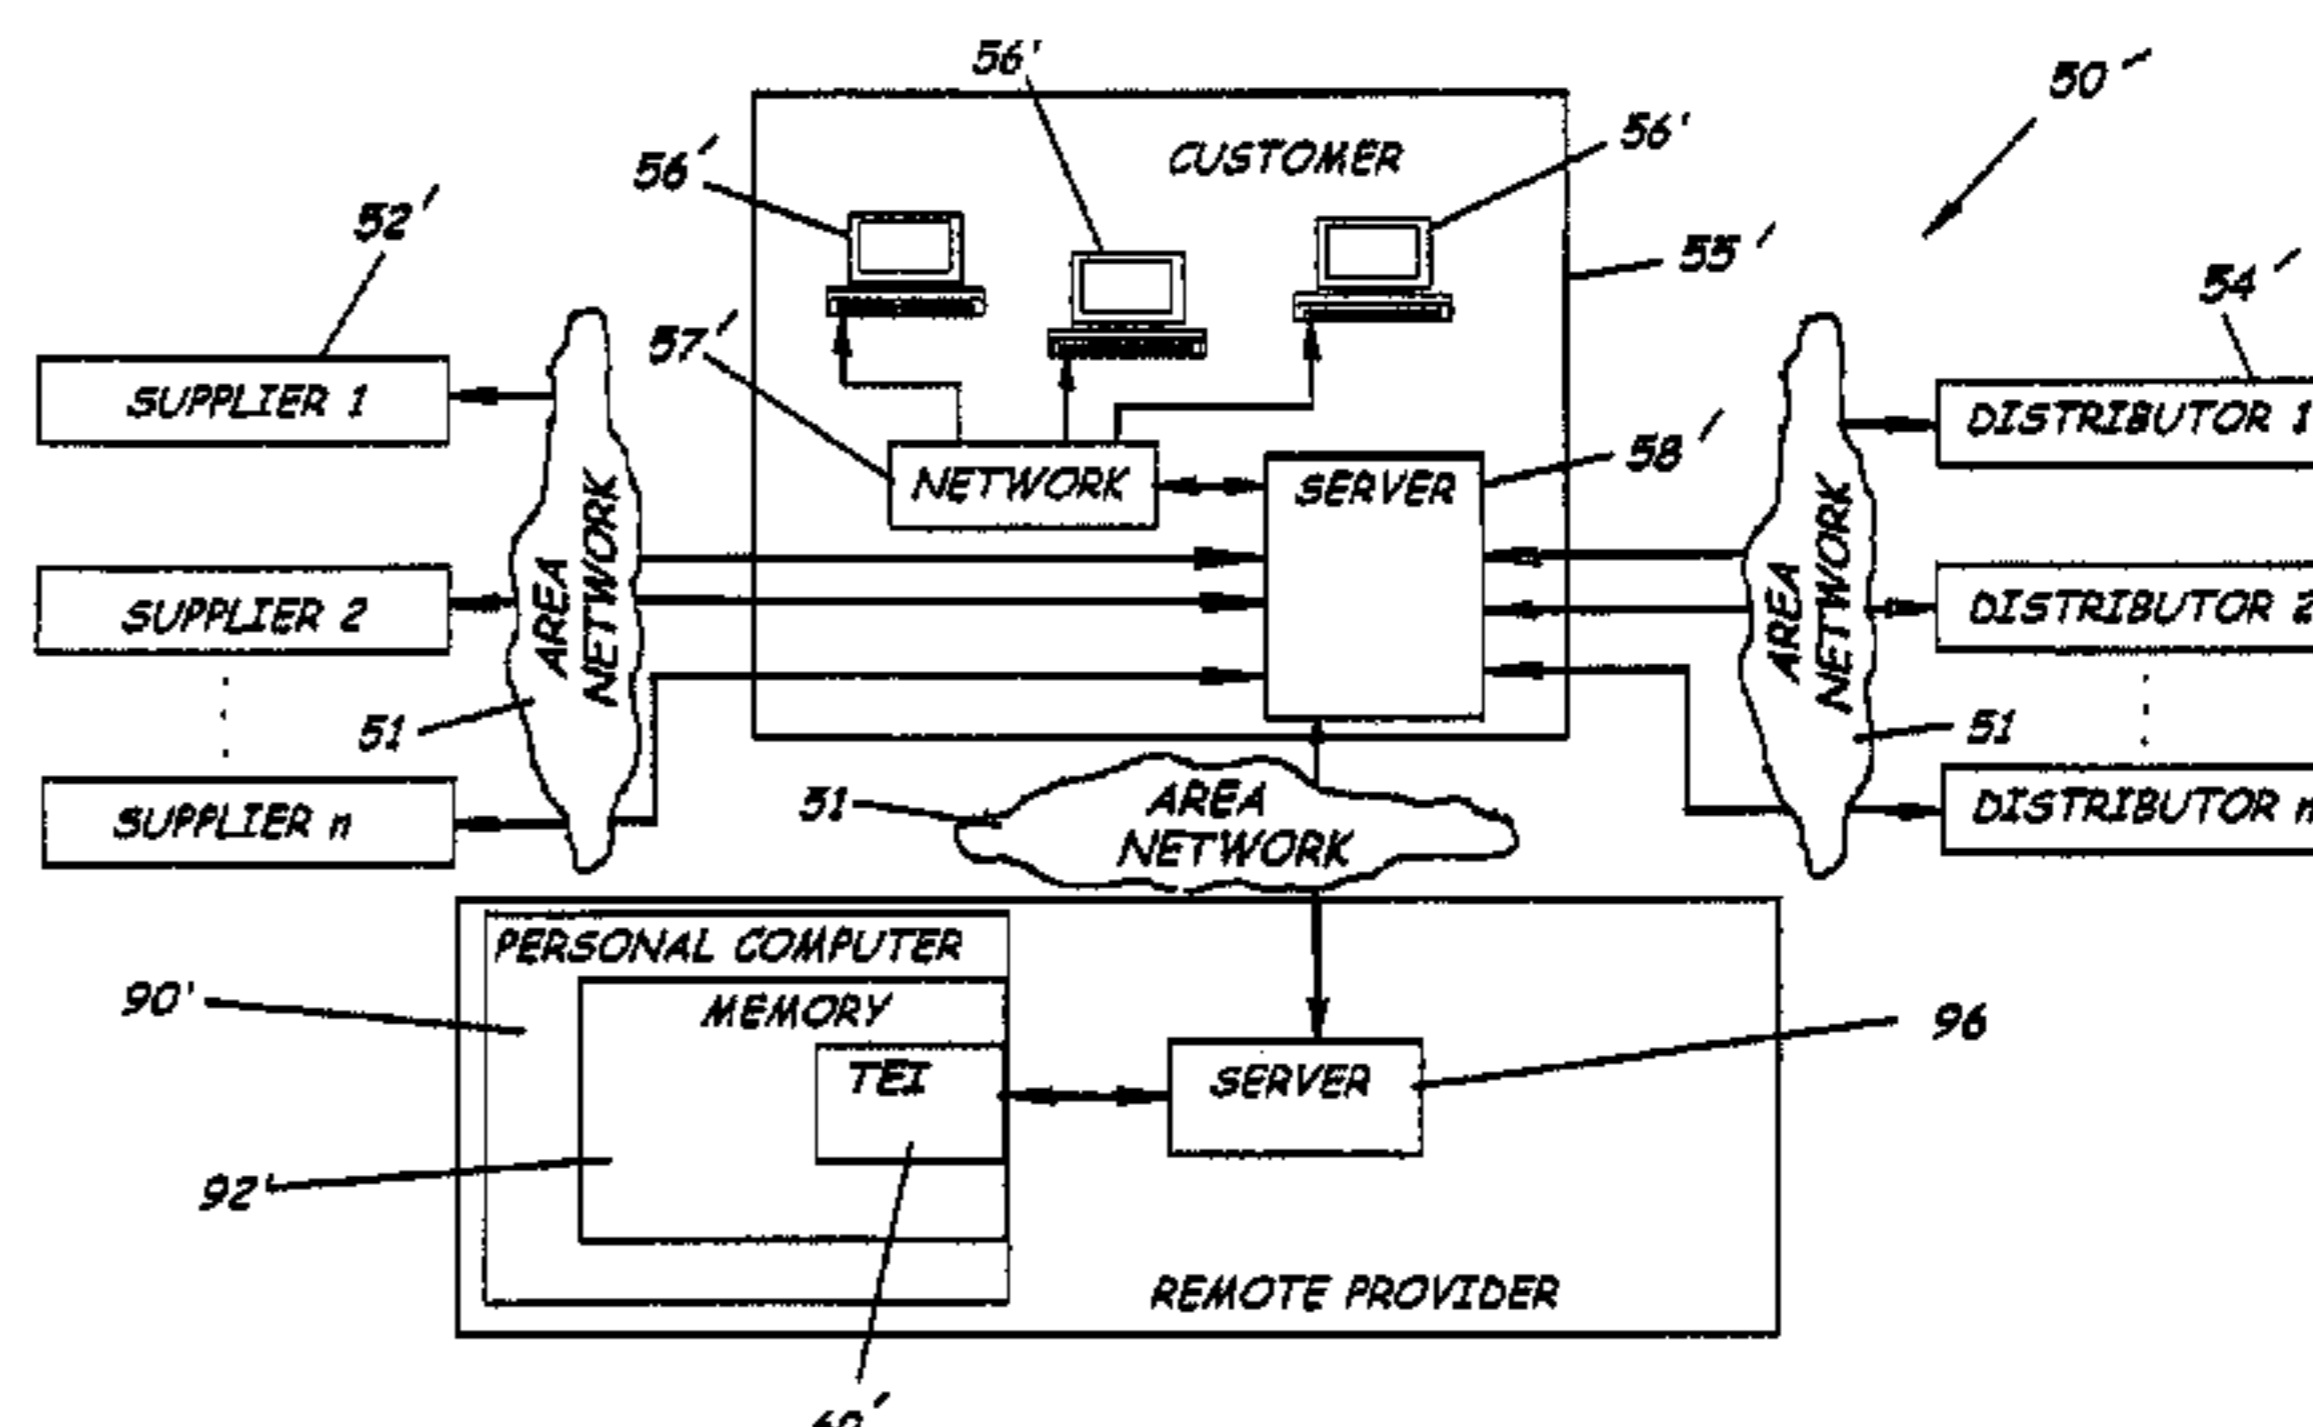 56'
50'
56'
CUSTOMER
56'
52'
55'
54'
57'
SUPPLIER 1
DISTRIBUTOR 1
58'
NETWORK
SERVER
AREA
NETWORK
AREA
NETWORK
SUPPLIER 2
DISTRIBUTOR 2
51
51
SUPPLIER n
51
AREA
NETWORK
DISTRIBUTOR n
PERSONAL COMPUTER
90'
MEMORY
96
TEI
SERVER
92'
REMOTE PROVIDER